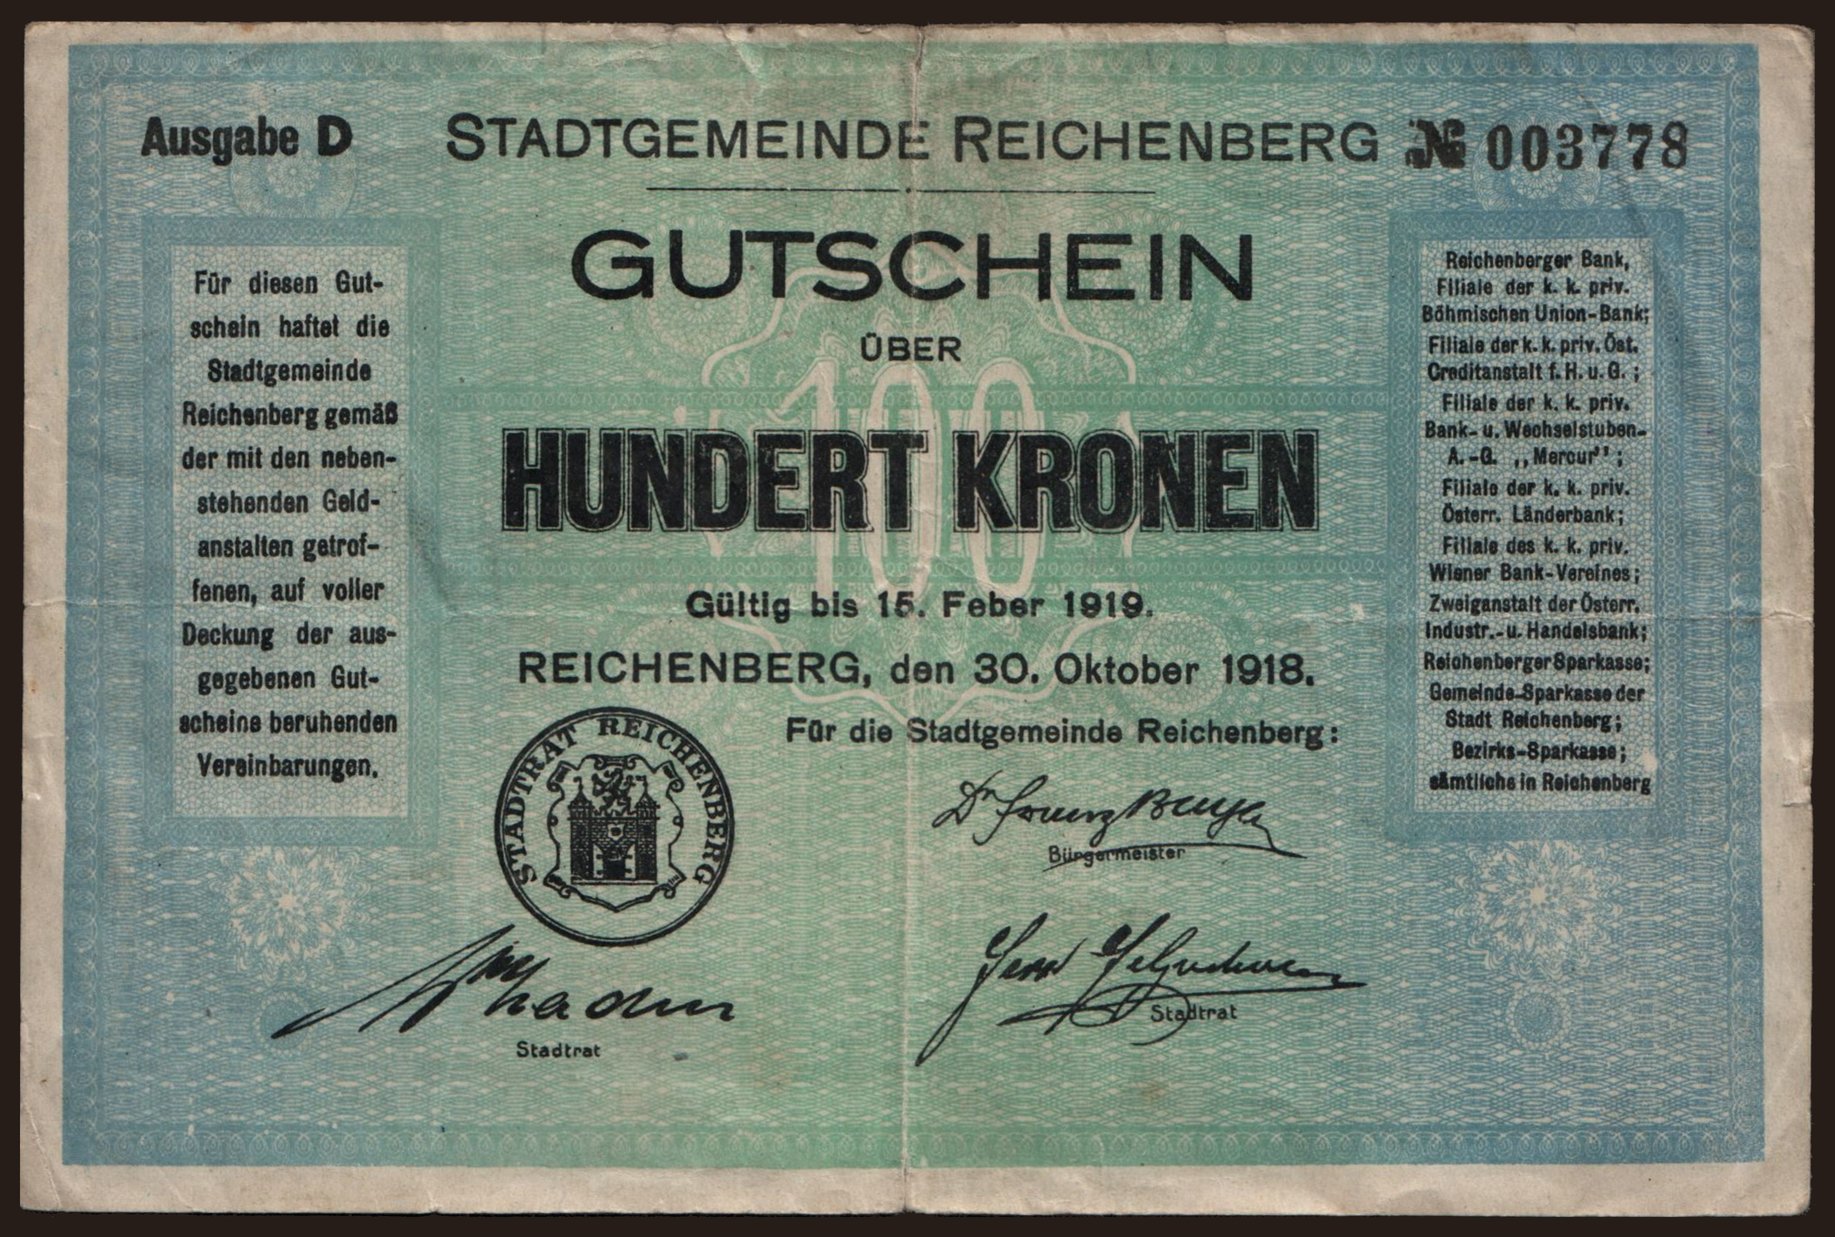 Ausgabe D
STADTGEMEINDE REICHENBERG
№ 003778
GUTSCHEIN
ÜBER
100
HUNDERT KRONEN
Gültig bis 15. Feber 1919.
REICHENBERG, den 30. Oktober 1918.
Für die Stadtgemeinde Reichenberg:
Für diesen Gut-
schein haftet die
Stadtgemeinde
Reichenberg gemäß
der mit den neben-
stehenden Geld-
anstalten getrof-
fenen, auf voller
Deckung der aus-
gegebenen Gut-
scheine beruhenden
Vereinbarungen.
Reichenberger Bank,
Filiale der k. k. priv.
Böhmischen Union-Bank;
Filiale der k. k. priv. Öst.
Creditanstalt f. H. u. G. ;
Filiale der k. k. priv.
Bank- u. Wechselstuben-
A.-G. ,,Mercur'' ;
Filiale der k. k. priv.
Österr. Länderbank;
Filiale des k. k. priv.
Wiener Bank-Vereines;
Zweiganstalt der Österr.
Industr.- u. Handelsbank;
Reichenberger Sparkasse;
Gemeinde-Sparkasse der
Stadt Reichenberg;
Bezirks-Sparkasse;
sämtliche in Reichenberg
STADTRAT REICHENBERG
Dr Franz Bayer
Bürgermeister
Stadtrat
Stadtrat